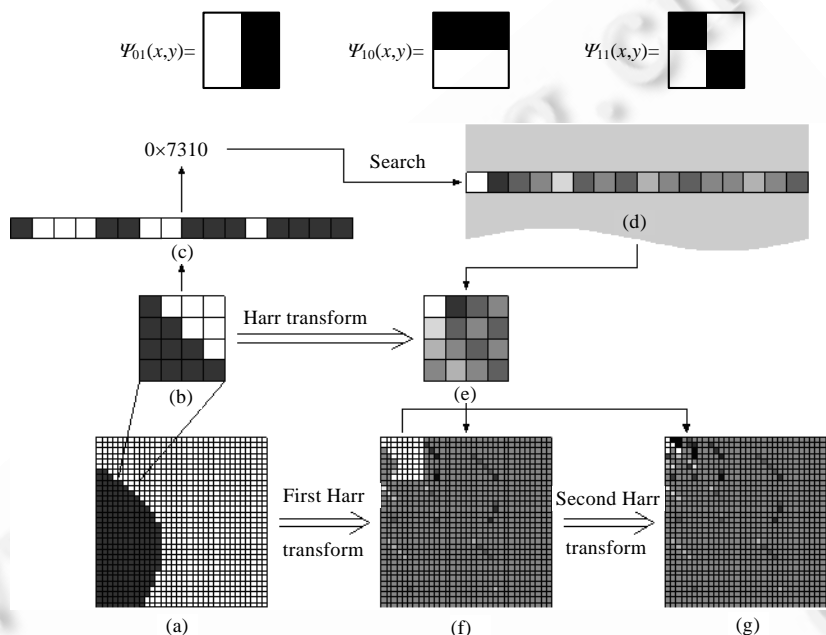 Ψ01(x,y)= Ψ10(x,y)= Ψ11(x,y)=
0×7310
Search
(d)
(c)
Harr transform
(b)
(e)
First Harr
transform
Second Harr
transform
(a)
(f)
(g)